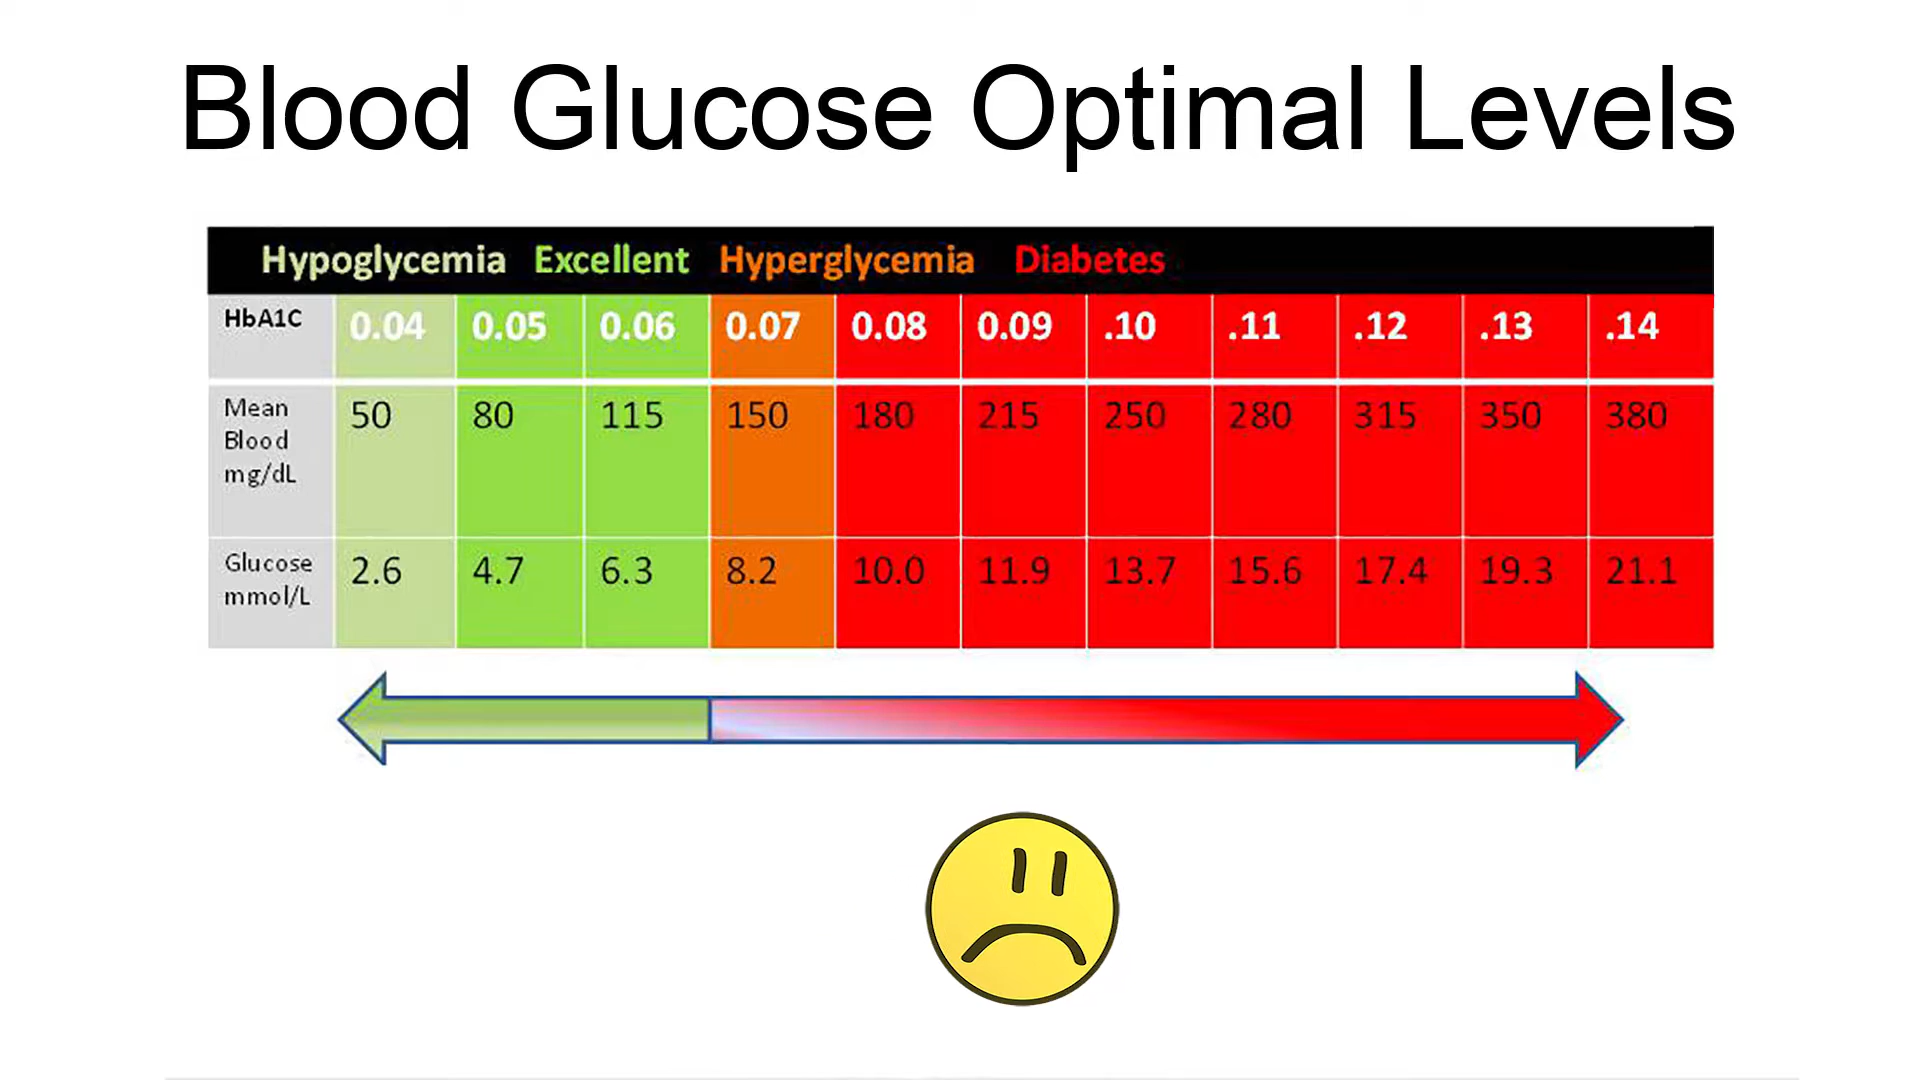 Blood Glucose Optimal Levels
Hypoglycemia Excellent Hyperglycemia Diabetes
HbA1C 0.04 0.05 0.06 0.07 0.08 0.09 .10 .11 .12 .13 .14
Mean 50 80 115 150 180 215 250 280 315 350 380
Blood
mg/dL
Glucose 2.6 4.7 6.3 8.2 10.0 11.9 13.7 15.6 17.4 19.3 21.1
mmol/L